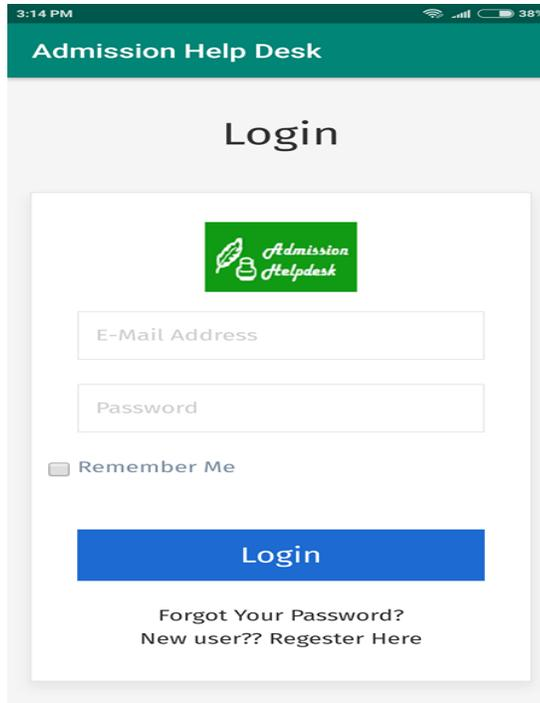 3:14 PM 38%
Admission Help Desk
Login
Admission
Helpdesk
E-Mail Address
Password
Remember Me
Login
Forgot Your Password?
New user?? Regester Here